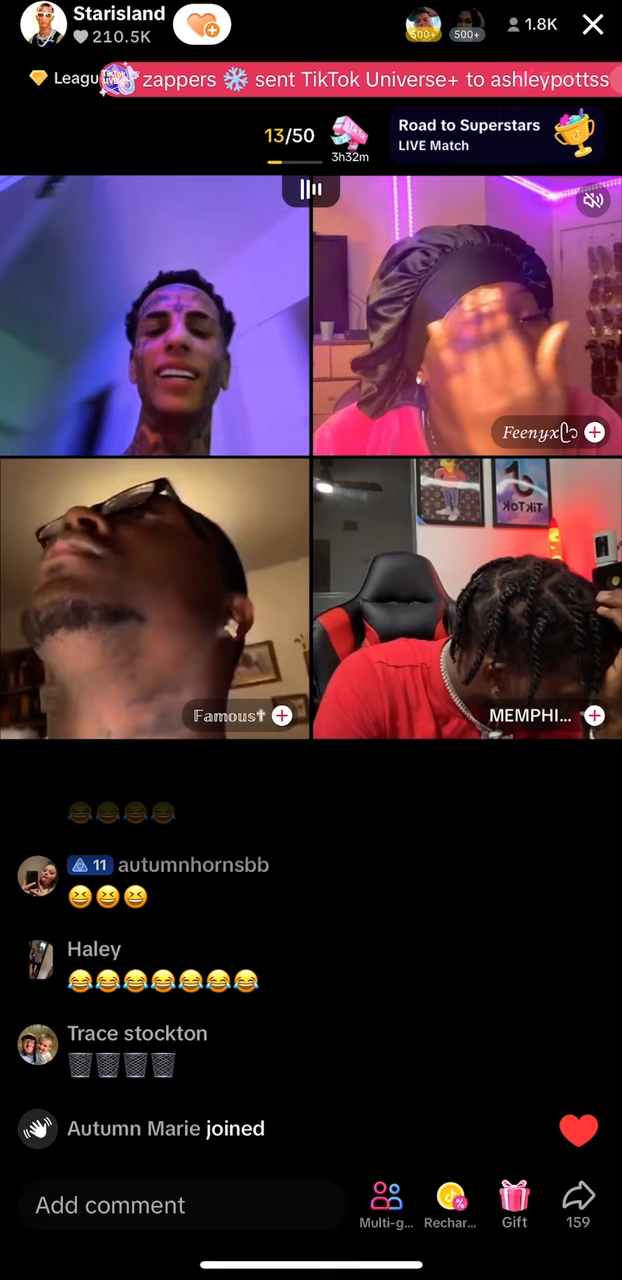 Starisland
210.5K
500+
500+
1.8K
Leagu
zappers ❄️ sent TikTok Universe+ to ashleypottss
13/50
3h32m
Road to Superstars
LIVE Match
Feenyx
Famous✝
MEMPHI...
TikTok
😂😂😂😂
11 autumnhornsbb
😆😆😆
Haley
😂😂😂😂😂😂😂
Trace stockton
🗑️🗑️🗑️🗑️
Autumn Marie joined
Add comment
Multi-g...
Rechar...
Gift
159